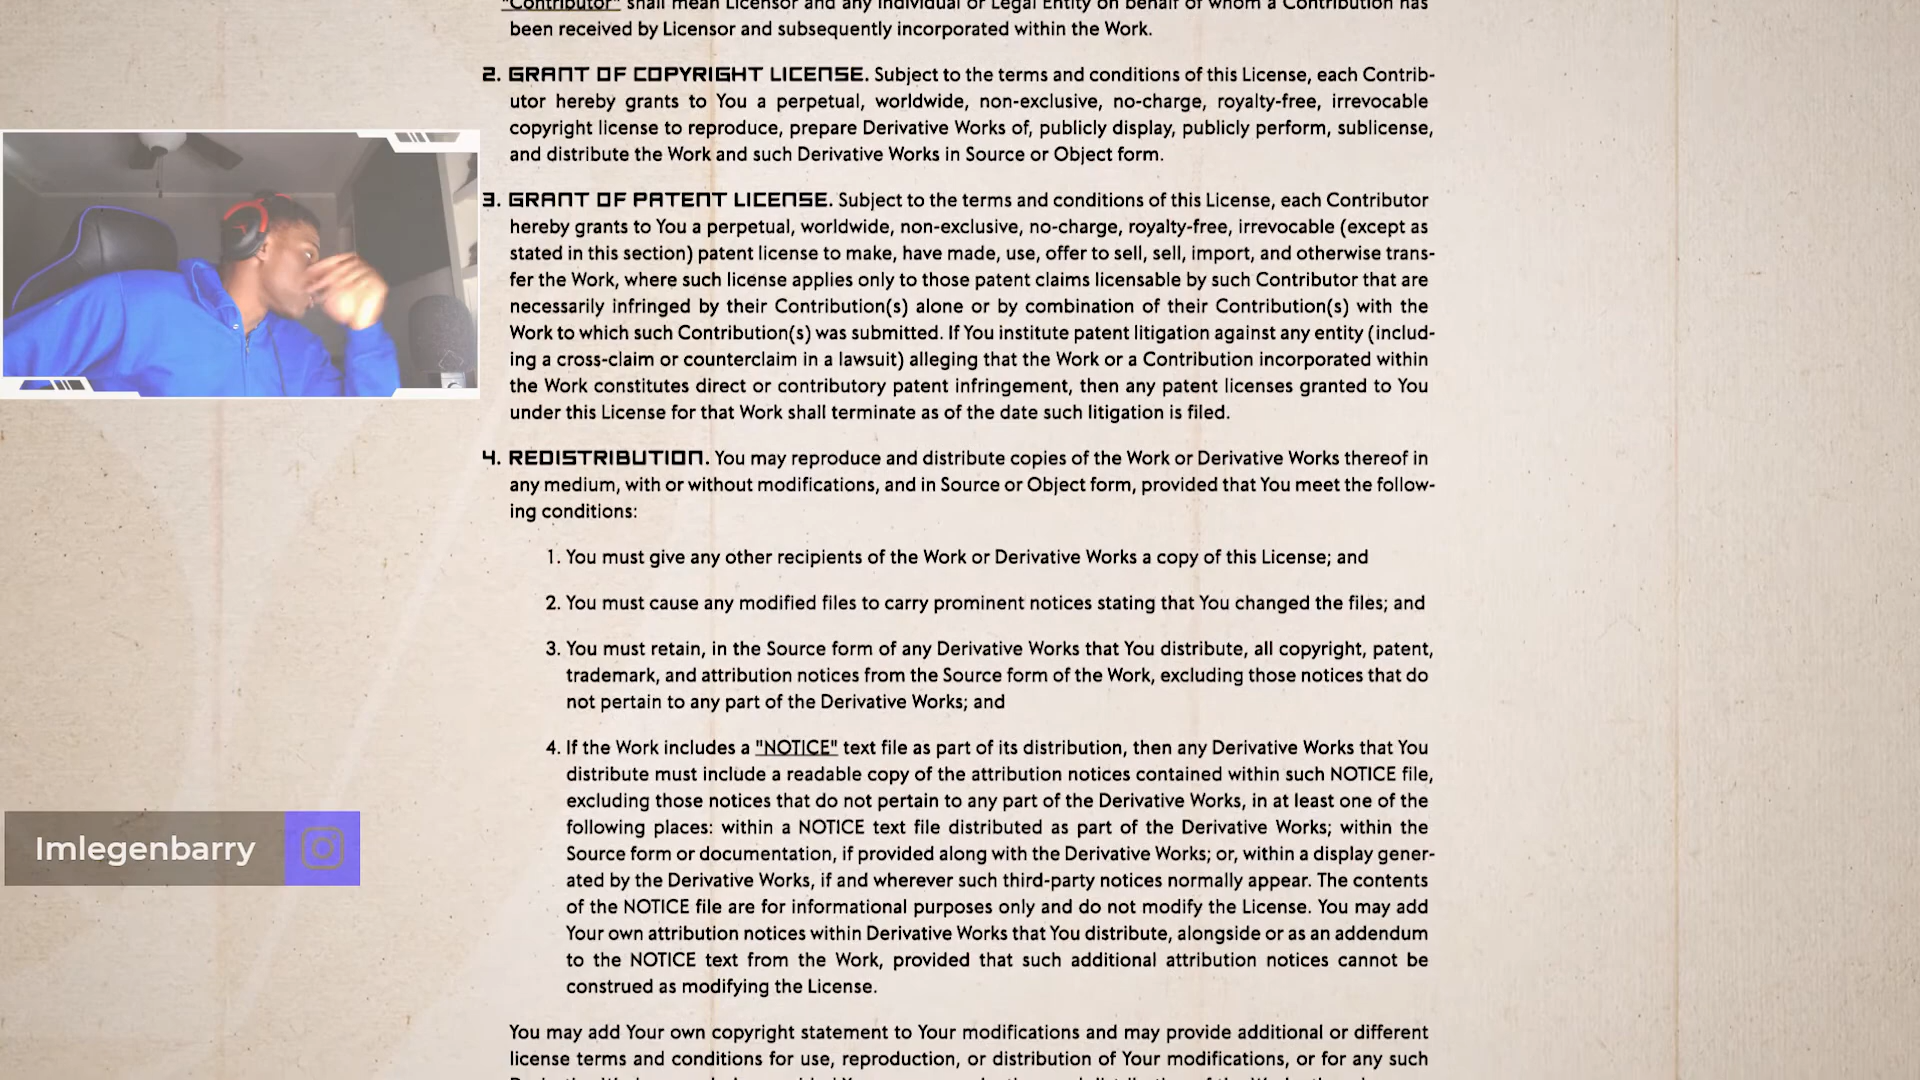 "Contributor" shall mean Licensor and any individual or Legal Entity on behalf of whom a Contribution has
been received by Licensor and subsequently incorporated within the Work.
2. GRANT OF COPYRIGHT LICENSE. Subject to the terms and conditions of this License, each Contrib-
utor hereby grants to You a perpetual, worldwide, non-exclusive, no-charge, royalty-free, irrevocable
copyright license to reproduce, prepare Derivative Works of, publicly display, publicly perform, sublicense,
and distribute the Work and such Derivative Works in Source or Object form.
3. GRANT OF PATENT LICENSE. Subject to the terms and conditions of this License, each Contributor
hereby grants to You a perpetual, worldwide, non-exclusive, no-charge, royalty-free, irrevocable (except as
stated in this section) patent license to make, have made, use, offer to sell, sell, import, and otherwise trans-
fer the Work, where such license applies only to those patent claims licensable by such Contributor that are
necessarily infringed by their Contribution(s) alone or by combination of their Contribution(s) with the
Work to which such Contribution(s) was submitted. If You institute patent litigation against any entity (includ-
ing a cross-claim or counterclaim in a lawsuit) alleging that the Work or a Contribution incorporated within
the Work constitutes direct or contributory patent infringement, then any patent licenses granted to You
under this License for that Work shall terminate as of the date such litigation is filed.
4. REDISTRIBUTION. You may reproduce and distribute copies of the Work or Derivative Works thereof in
any medium, with or without modifications, and in Source or Object form, provided that You meet the follow-
ing conditions:
1. You must give any other recipients of the Work or Derivative Works a copy of this License; and
2. You must cause any modified files to carry prominent notices stating that You changed the files; and
3. You must retain, in the Source form of any Derivative Works that You distribute, all copyright, patent,
trademark, and attribution notices from the Source form of the Work, excluding those notices that do
not pertain to any part of the Derivative Works; and
4. If the Work includes a "NOTICE" text file as part of its distribution, then any Derivative Works that You
distribute must include a readable copy of the attribution notices contained within such NOTICE file,
excluding those notices that do not pertain to any part of the Derivative Works, in at least one of the
following places: within a NOTICE text file distributed as part of the Derivative Works; within the
Source form or documentation, if provided along with the Derivative Works; or, within a display gener-
ated by the Derivative Works, if and wherever such third-party notices normally appear. The contents
of the NOTICE file are for informational purposes only and do not modify the License. You may add
Your own attribution notices within Derivative Works that You distribute, alongside or as an addendum
to the NOTICE text from the Work, provided that such additional attribution notices cannot be
construed as modifying the License.
You may add Your own copyright statement to Your modifications and may provide additional or different
license terms and conditions for use, reproduction, or distribution of Your modifications, or for any such
Imlegenbarry